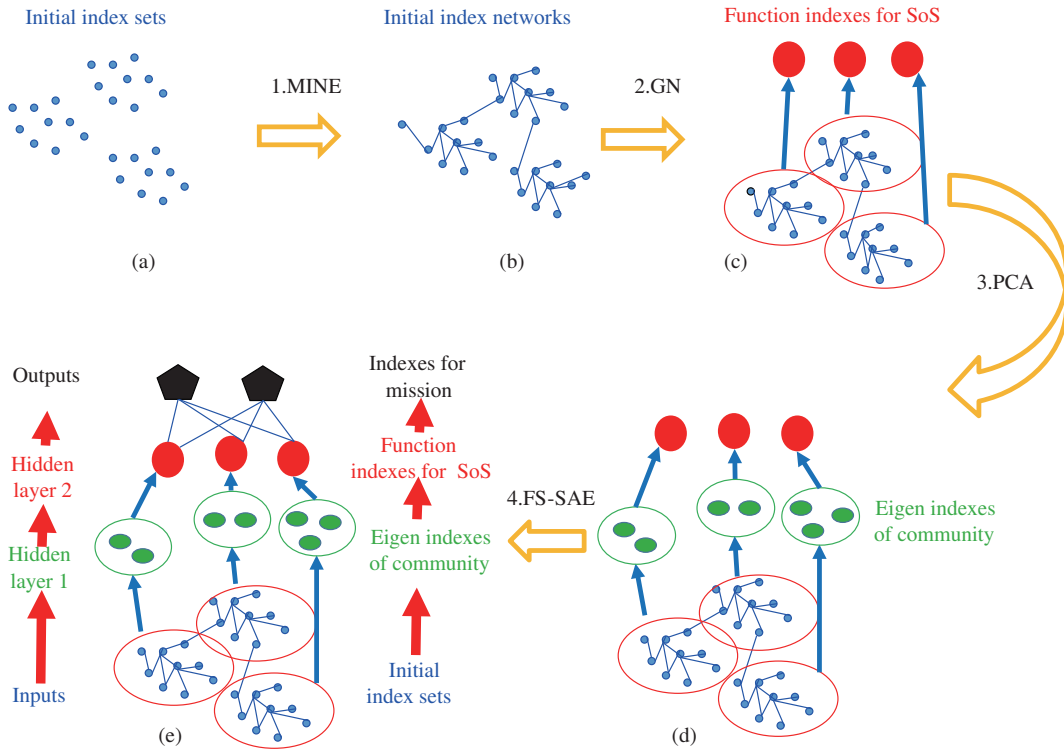 Initial index sets
Initial index networks
Function indexes for SoS
1.MINE
2.GN
(a)
(b)
(c)
3.PCA
Outputs
Hidden
layer 2
Hidden
layer 1
Inputs
Indexes for
mission
Function
indexes for SoS
Eigen indexes
of community
Initial
index sets
(e)
4.FS-SAE
Eigen indexes
of community
(d)